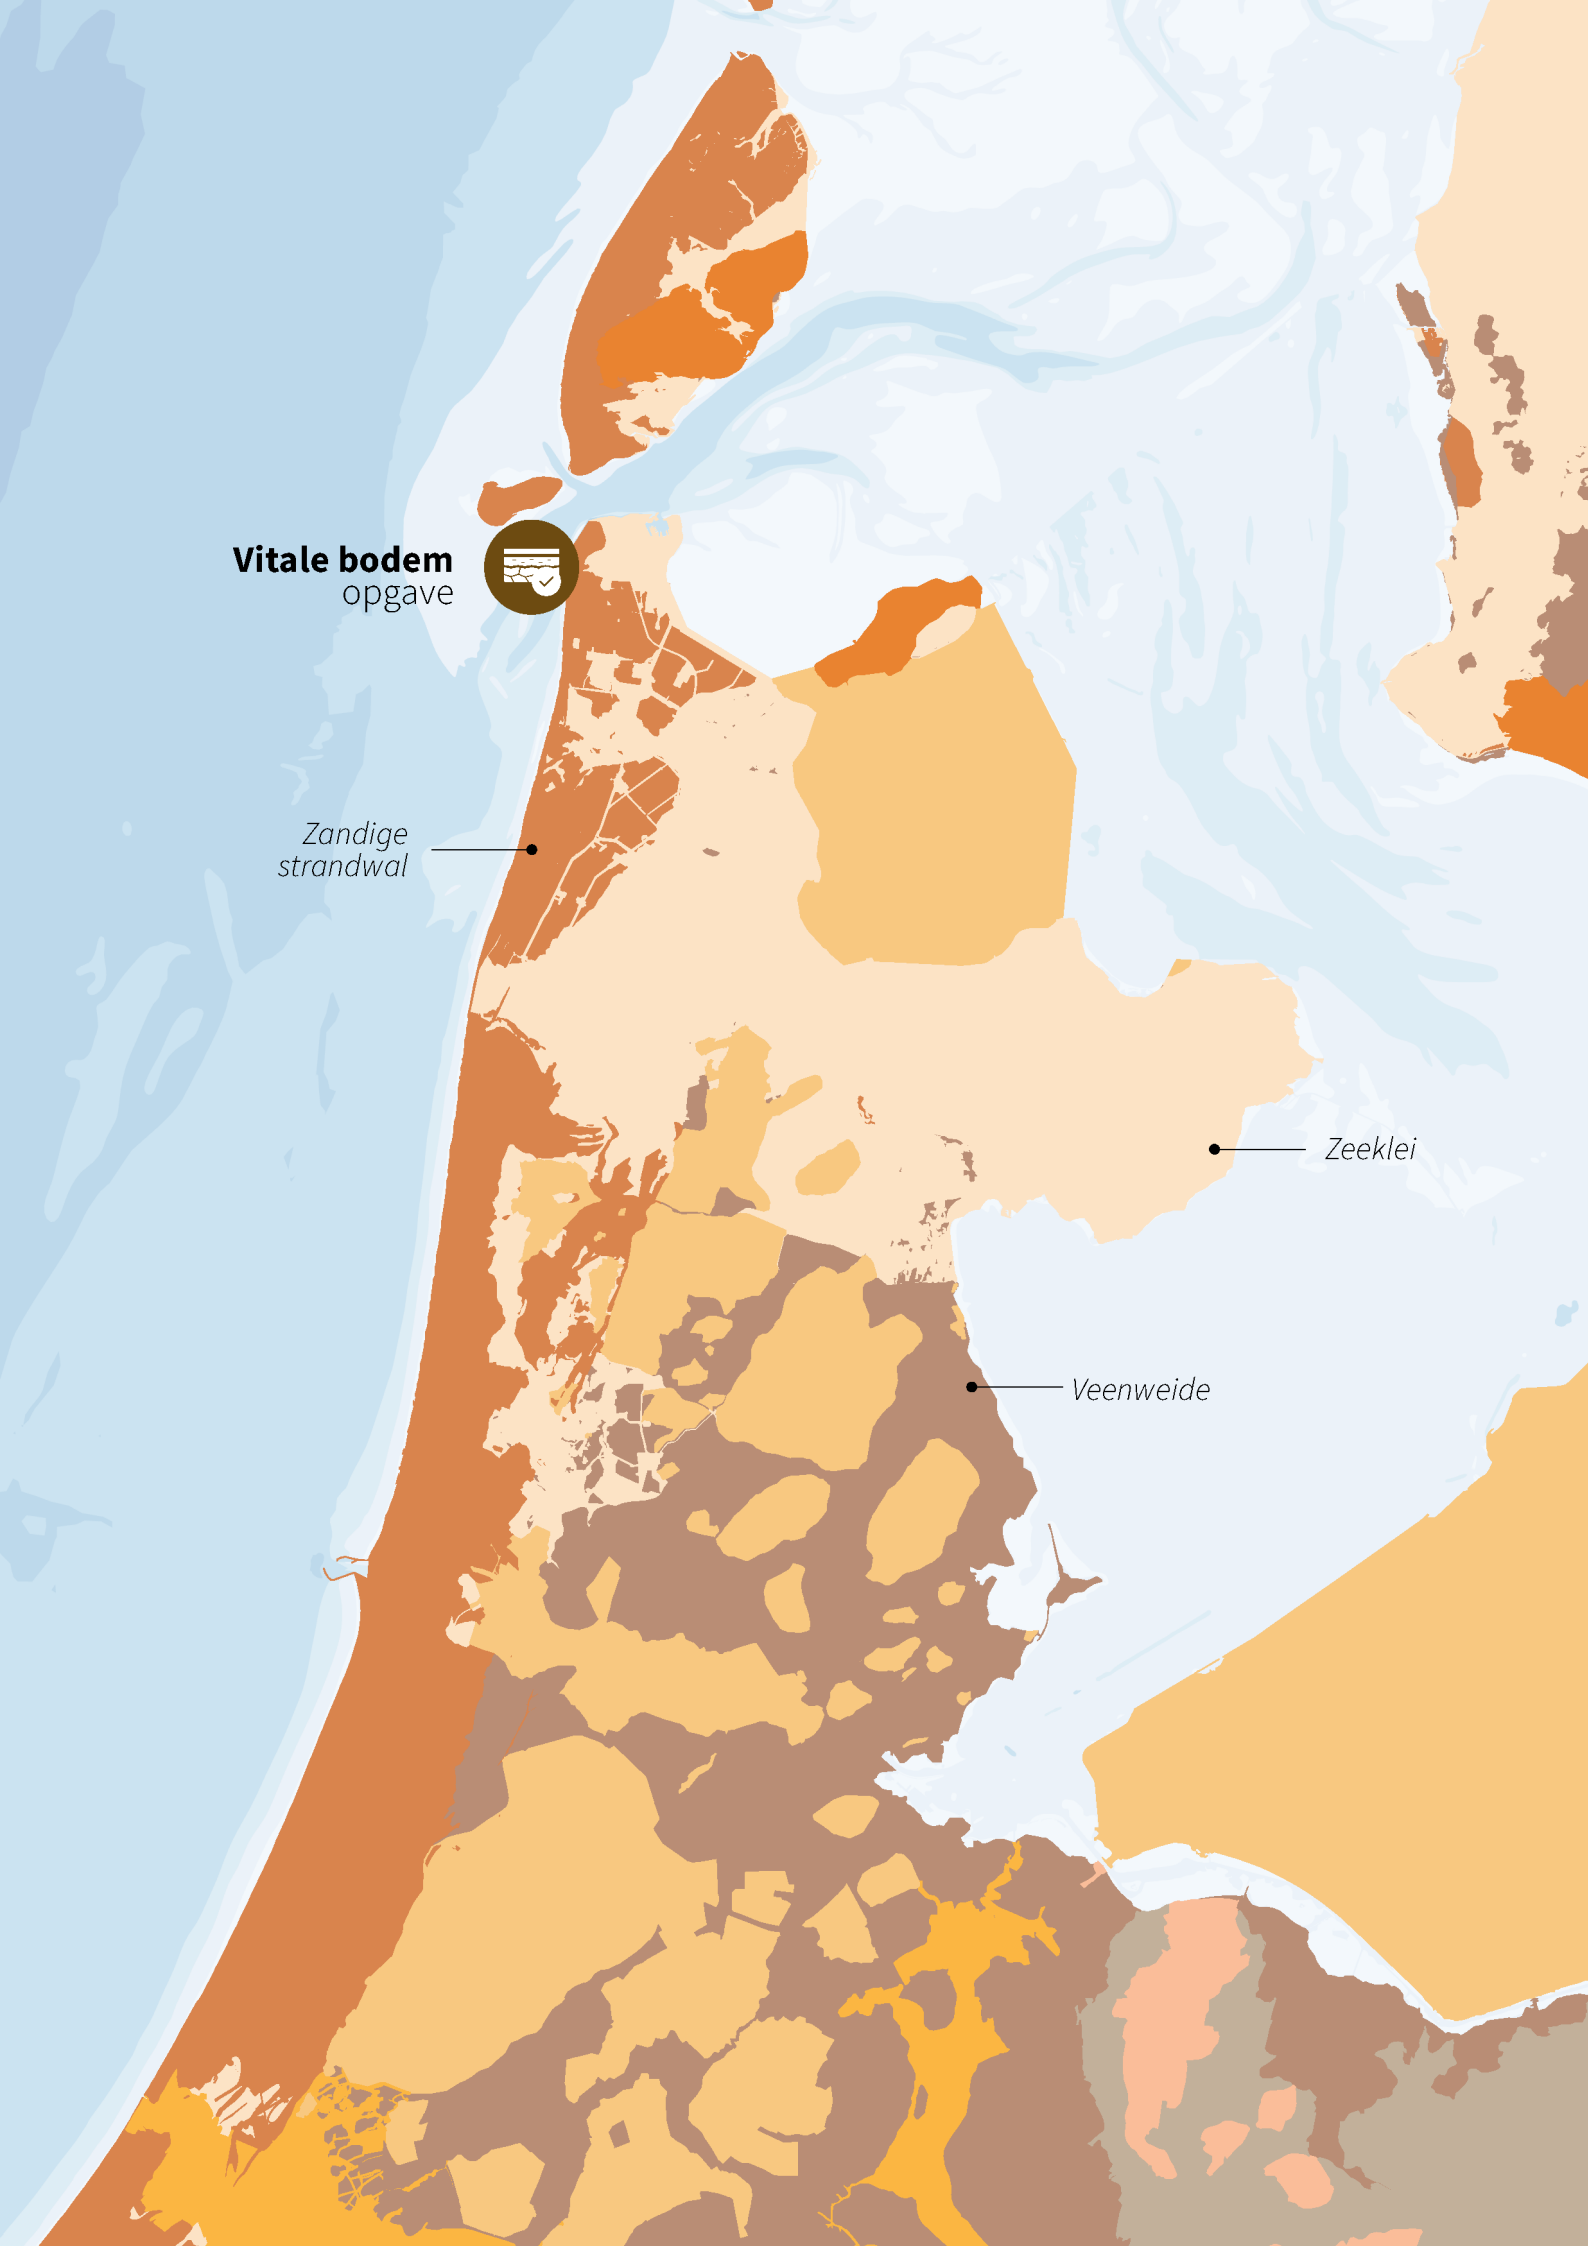 Vitale bodem
opgave
Zandige
strandwal
Zeeklei
Veenweide